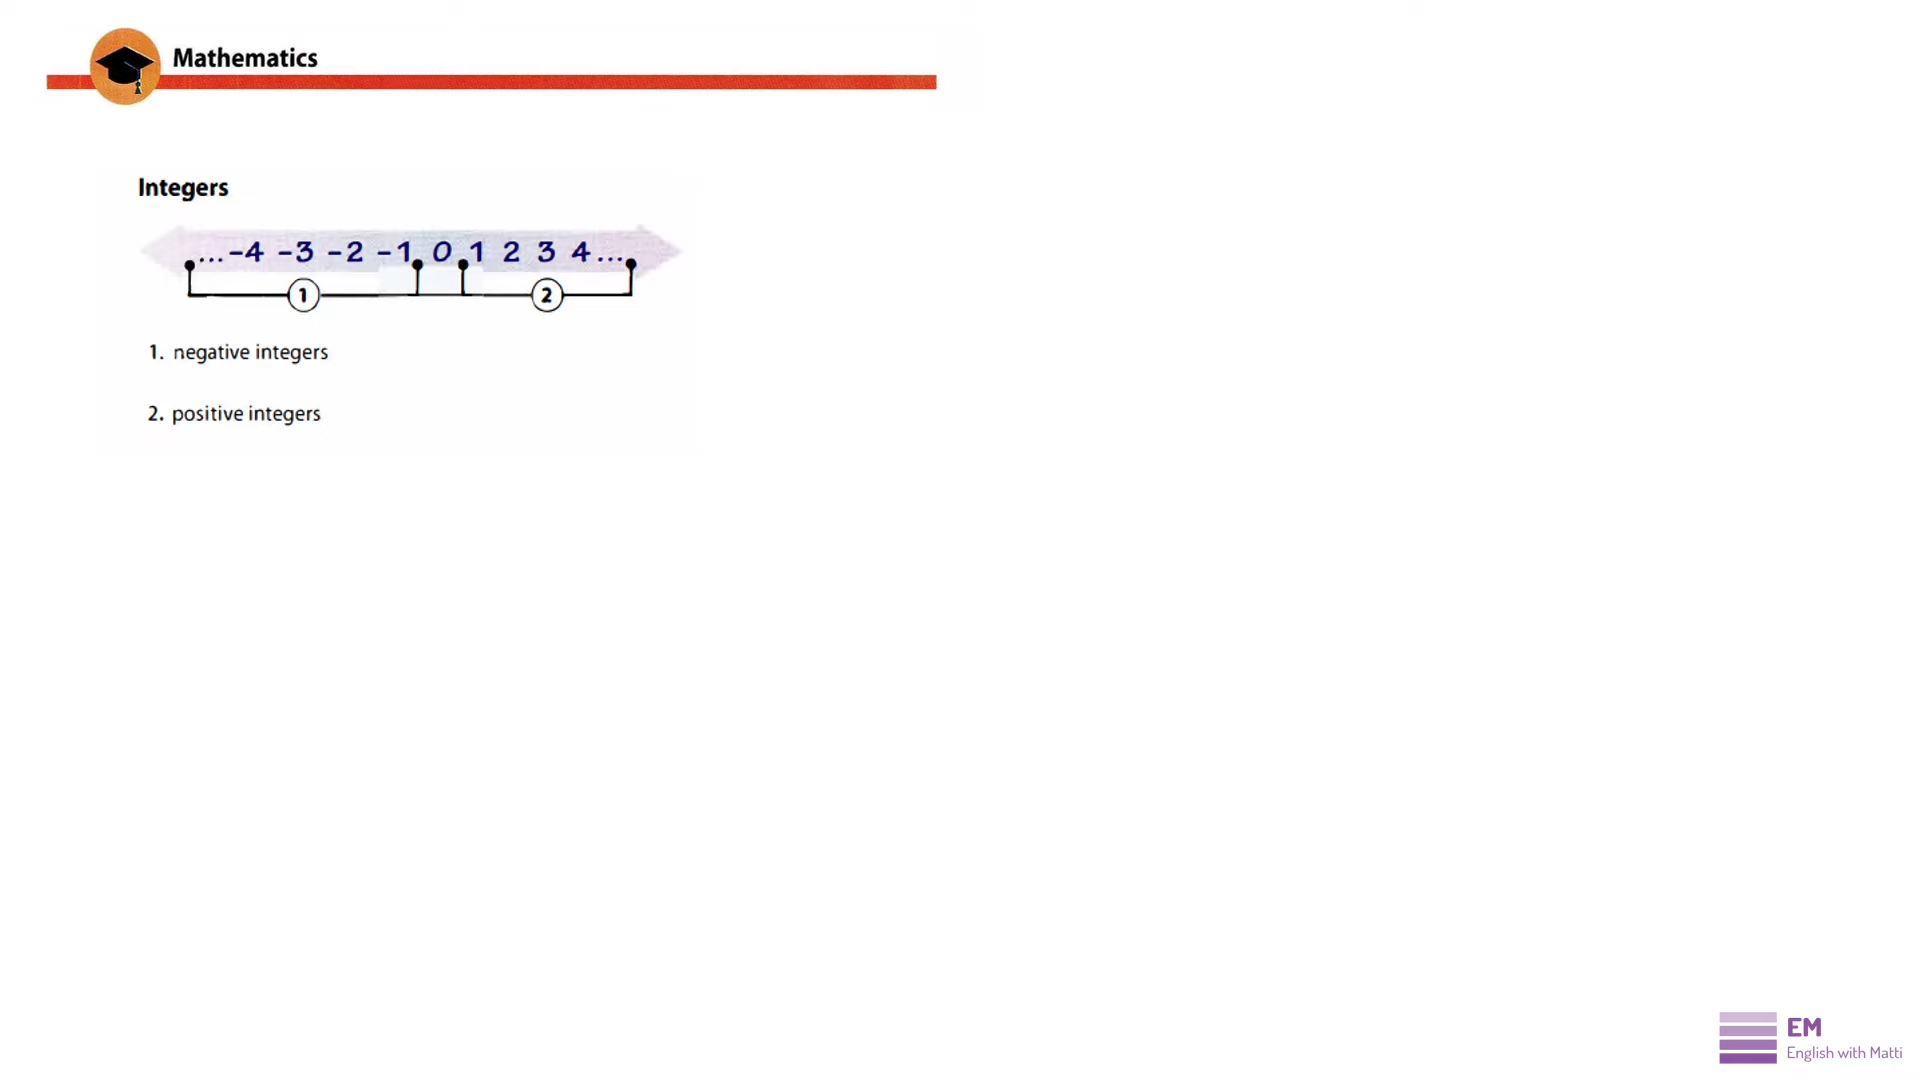 Mathematics
Integers
...-4 -3 -2 -1 0 1 2 3 4...
1 2
1. negative integers
2. positive integers
EM
English with Matti